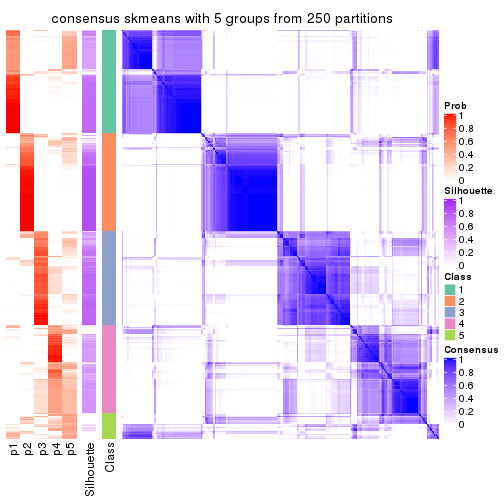 consensus skmeans with 5 groups from 250 partitions
Prob
1
0.8
0.6
0.4
0.2
0
Silhouette
1
0.8
0.6
0.4
0.2
0
Class
1
2
3
4
5
Consensus
1
0.8
0.6
0.4
0.2
0
p1
p2
p3
p4
p5
Silhouette
Class